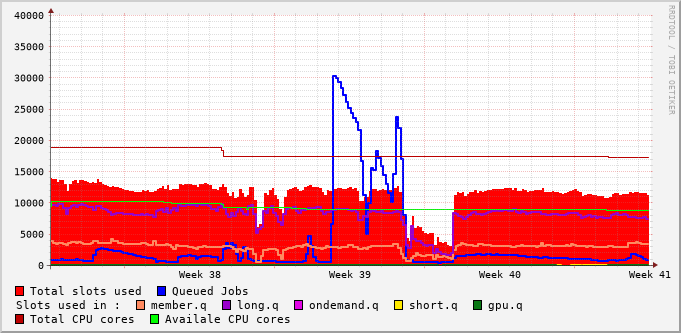 40000
35000
30000
25000
20000
15000
10000
5000
0
Week 38 Week 39 Week 40 Week 41
RRDTOOL / TOBI OETIKER
Total slots used Queued Jobs
Slots used in : member.q long.q ondemand.q short.q gpu.q
Total CPU cores Availale CPU cores